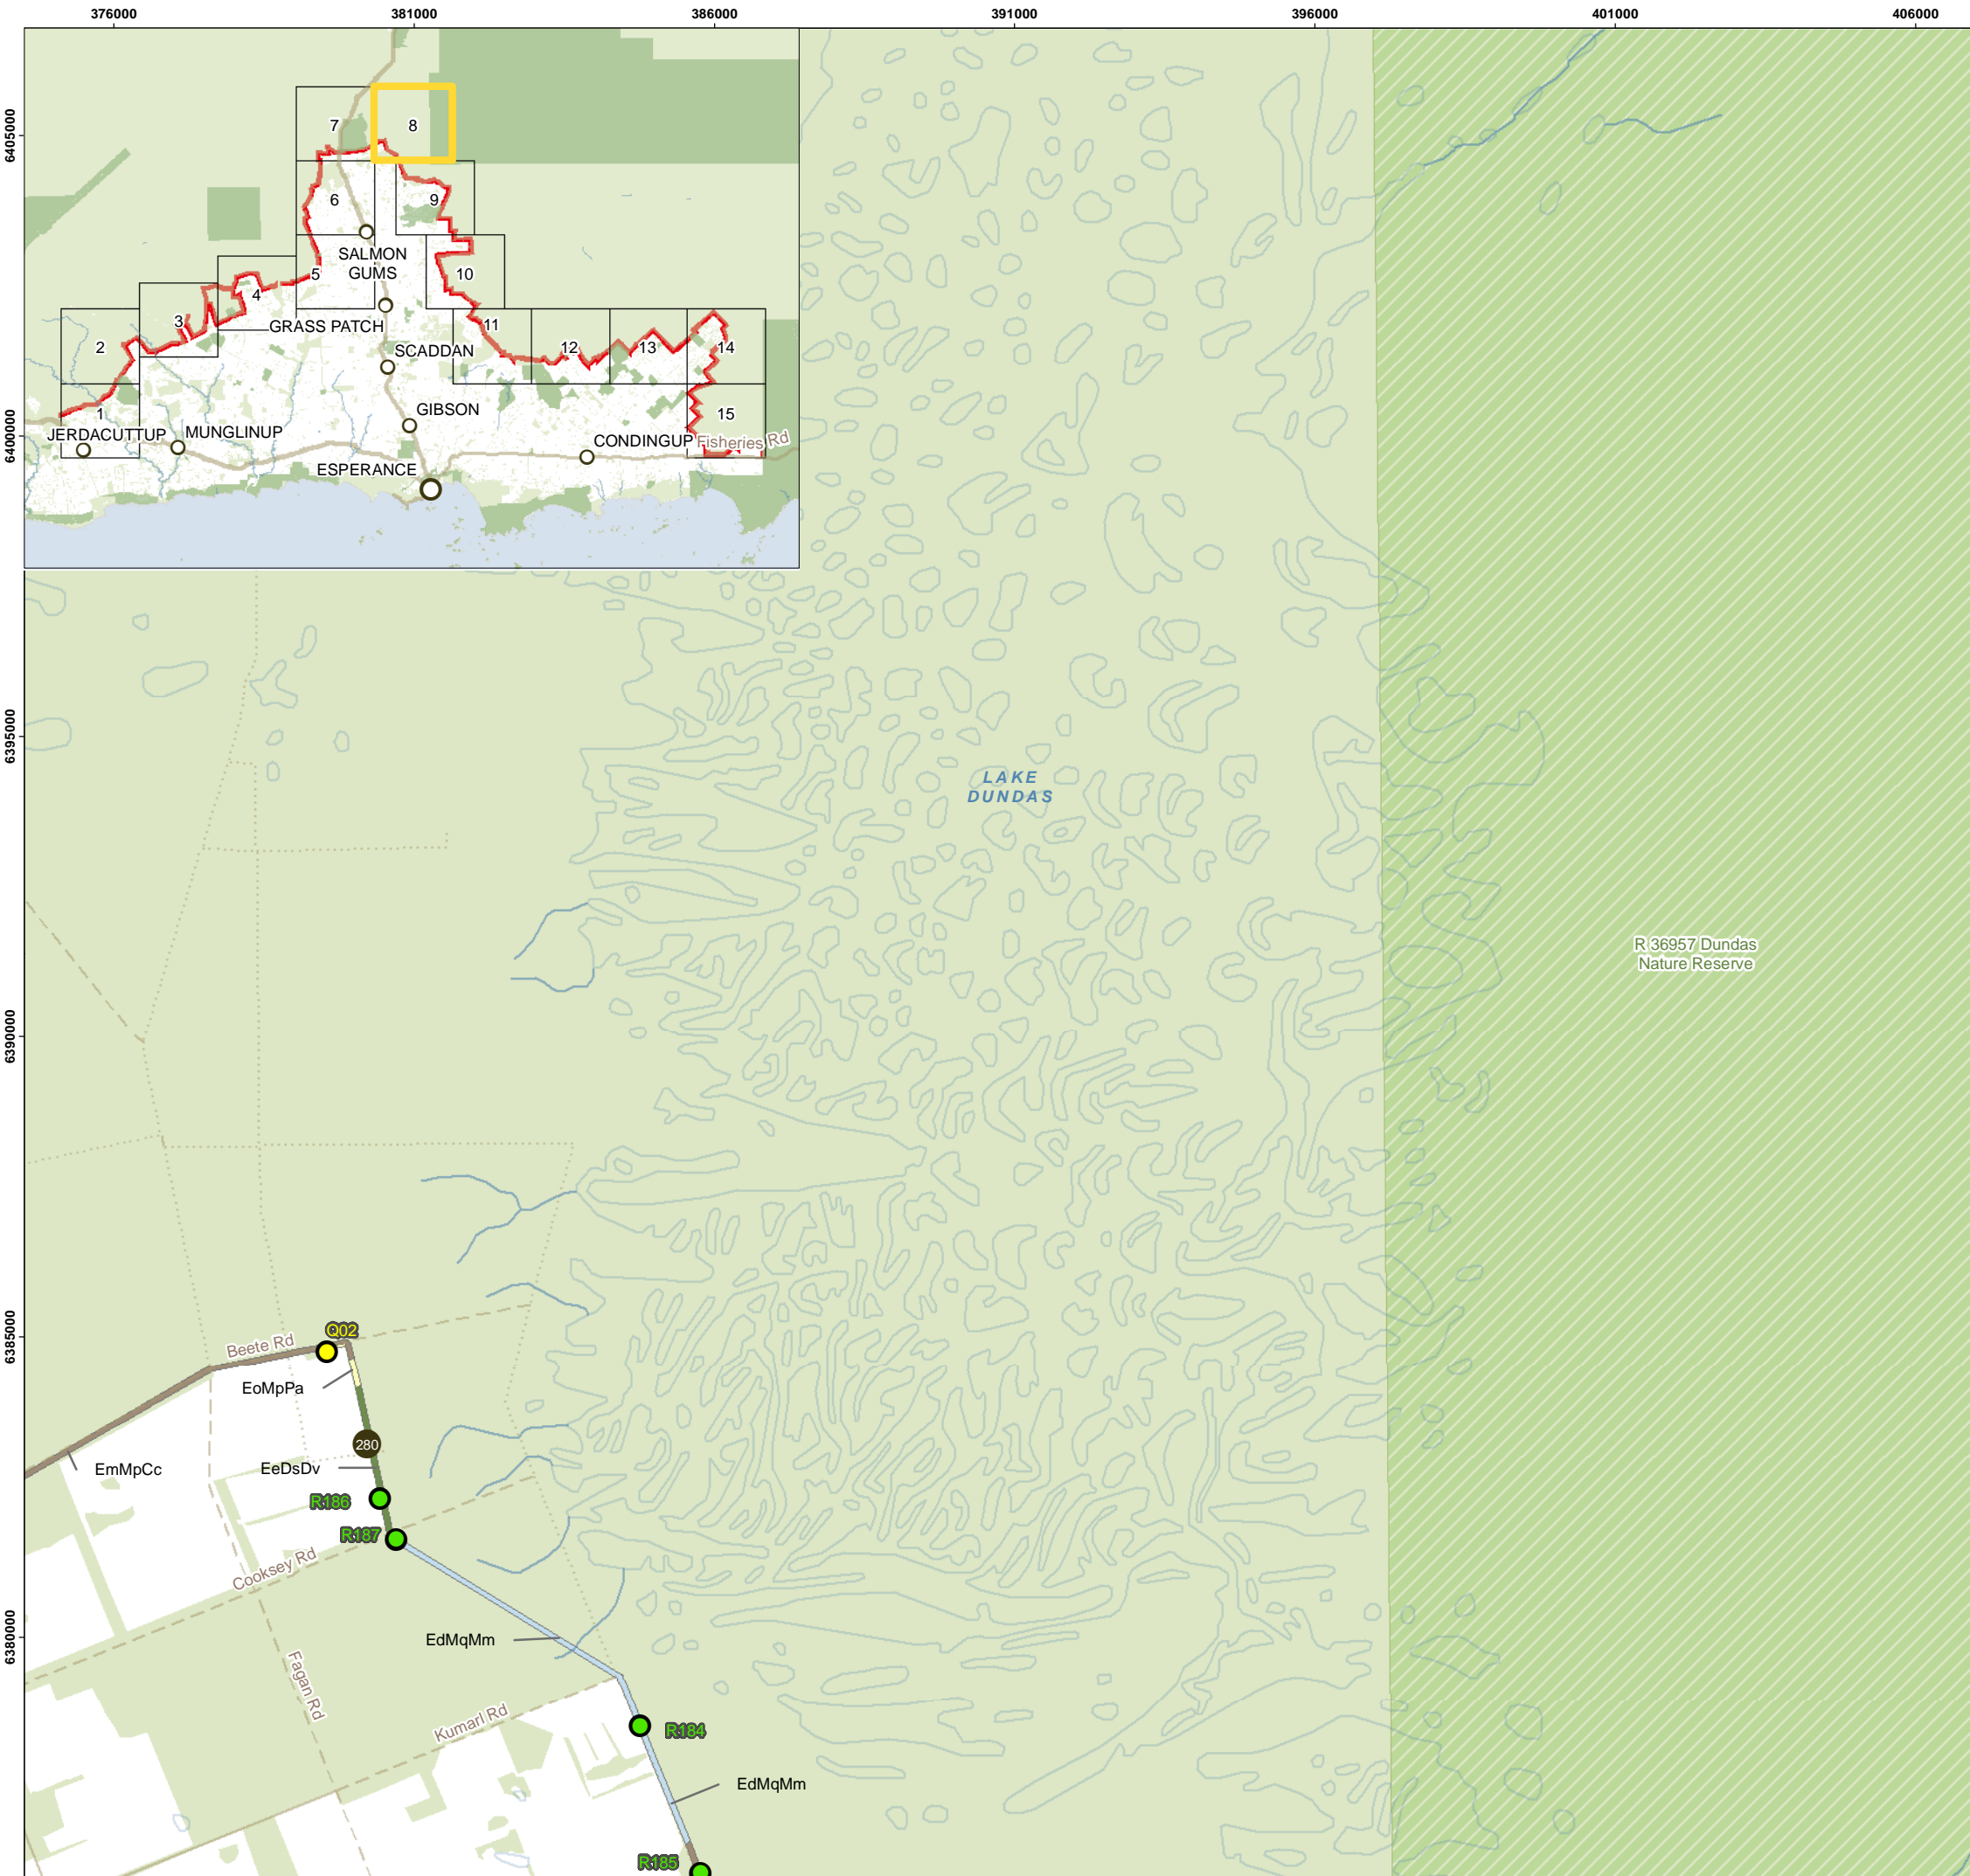 376000 381000 386000 391000 396000 401000 406000
6405000
6400000
6395000
6390000
6385000
6380000
7
8
6
9
SALMON
GUMS
5
10
4
3
GRASS PATCH
11
2
SCADDAN
12
13
14
1
GIBSON
15
JERDACUTTUP
MUNGLINUP
CONDINGUP
Fisheries Rd
ESPERANCE
LAKE
DUNDAS
R 36957 Dundas
Nature Reserve
Q02
Beete Rd
EoMpPa
280
EmMpCc
EeDsDv
R186
R187
Cooksey Rd
EdMqMm
Fagan Rd
Kumarl Rd
R184
EdMqMm
R185